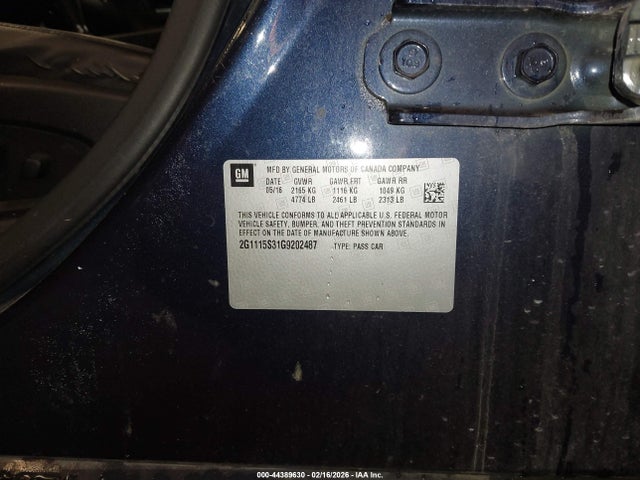 GM
MFD BY GENERAL MOTORS OF CANADA COMPANY
DATE GVWR GAWR FRT GAWR RR
05/16 2165 KG 1116 KG 1049 KG
4774 LB 2461 LB 2313 LB
THIS VEHICLE CONFORMS TO ALL APPLICABLE U.S. FEDERAL MOTOR
VEHICLE SAFETY, BUMPER, AND THEFT PREVENTION STANDARDS IN
EFFECT ON THE DATE OF MANUFACTURE SHOWN ABOVE.
2G1115S31G9202487 TYPE: PASS CAR
000-44389630 - 02/16/2026 - IAA Inc.